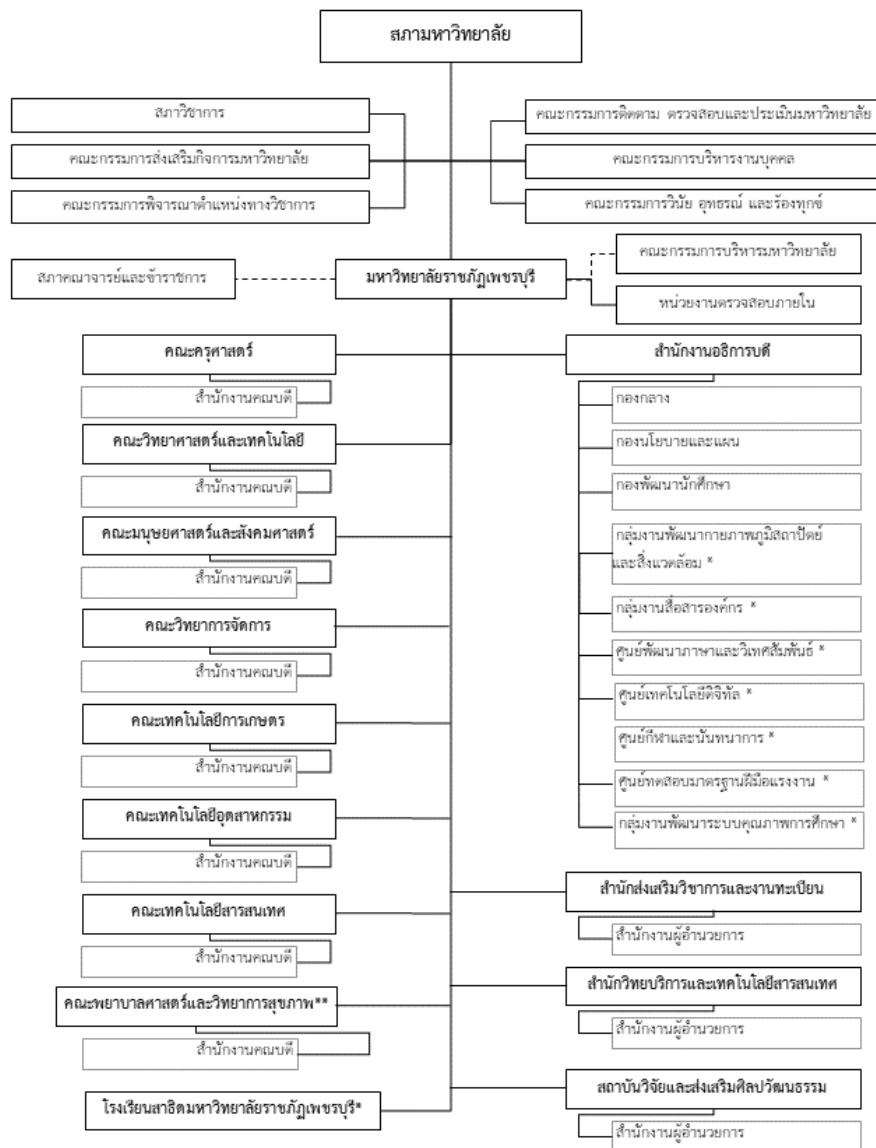 สภามหาวิทยาลัย
สภาวิชาการ
คณะกรรมการส่งเสริมกิจการมหาวิทยาลัย
คณะกรรมการพิจารณาตำแหน่งทางวิชาการ
คณะกรรมการติดตาม ตรวจสอบและประเมินมหาวิทยาลัย
คณะกรรมการบริหารงานบุคคล
คณะกรรมการวินัย อุทธรณ์ และร้องทุกข์
สภาคณาจารย์และข้าราชการ
มหาวิทยาลัยราชภัฏเพชรบุรี
คณะกรรมการบริหารมหาวิทยาลัย
หน่วยงานตรวจสอบภายใน
คณะครุศาสตร์
สำนักงานคณบดี
คณะวิทยาศาสตร์และเทคโนโลยี
สำนักงานคณบดี
คณะมนุษยศาสตร์และสังคมศาสตร์
สำนักงานคณบดี
คณะวิทยาการจัดการ
สำนักงานคณบดี
คณะเทคโนโลยีการเกษตร
สำนักงานคณบดี
คณะเทคโนโลยีอุตสาหกรรม
สำนักงานคณบดี
คณะเทคโนโลยีสารสนเทศ
สำนักงานคณบดี
คณะพยาบาลศาสตร์และวิทยาการสุขภาพ**
สำนักงานคณบดี
โรงเรียนสาธิตมหาวิทยาลัยราชภัฏเพชรบุรี*
สำนักงานอธิการบดี
กองกลาง
กองนโยบายและแผน
กองพัฒนานักศึกษา
กลุ่มงานพัฒนากายภาพภูมิสถาปัตย์
และสิ่งแวดล้อม *
กลุ่มงานสื่อสารองค์กร *
ศูนย์พัฒนาภาษาและวิเทศสัมพันธ์ *
ศูนย์เทคโนโลยีดิจิทัล *
ศูนย์กีฬาและนันทนาการ *
ศูนย์ทดสอบมาตรฐานฝีมือแรงงาน *
กลุ่มงานพัฒนาระบบคุณภาพการศึกษา *
สำนักส่งเสริมวิชาการและงานทะเบียน
สำนักงานผู้อำนวยการ
สำนักวิทยบริการและเทคโนโลยีสารสนเทศ
สำนักงานผู้อำนวยการ
สถาบันวิจัยและส่งเสริมศิลปวัฒนธรรม
สำนักงานผู้อำนวยการ